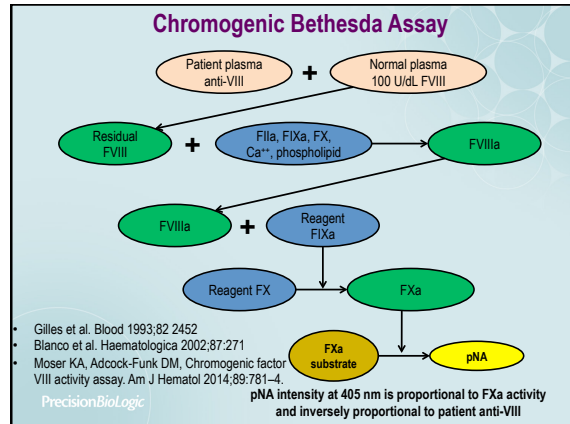 Chromogenic Bethesda Assay
Patient plasma
anti-VIII
+
Normal plasma
100 U/dL FVIII
Residual
FVIII
+
FIIa, FIXa, FX,
Ca⁺⁺, phospholipid
FVIIIa
FVIIIa
+
Reagent
FIXa
Reagent FX
FXa
• Gilles et al. Blood 1993;82 2452
• Blanco et al. Haematologica 2002;87:271
• Moser KA, Adcock-Funk DM, Chromogenic factor
VIII activity assay. Am J Hematol 2014;89:781–4.
FXa
substrate
pNA
pNA intensity at 405 nm is proportional to FXa activity
and inversely proportional to patient anti-VIII
PrecisionBioLogic